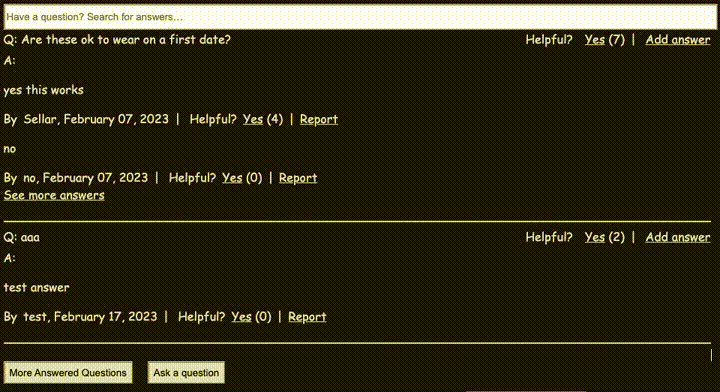 Have a question? Search for answers...
Q: Are these ok to wear on a first date? Helpful? Yes (7) | Add answer
A:
yes this works
By Sellar, February 07, 2023 | Helpful? Yes (4) | Report
no
By no, February 07, 2023 | Helpful? Yes (0) | Report
See more answers
Q: aaa Helpful? Yes (2) | Add answer
A:
test answer
By test, February 17, 2023 | Helpful? Yes (0) | Report
More Answered Questions Ask a question